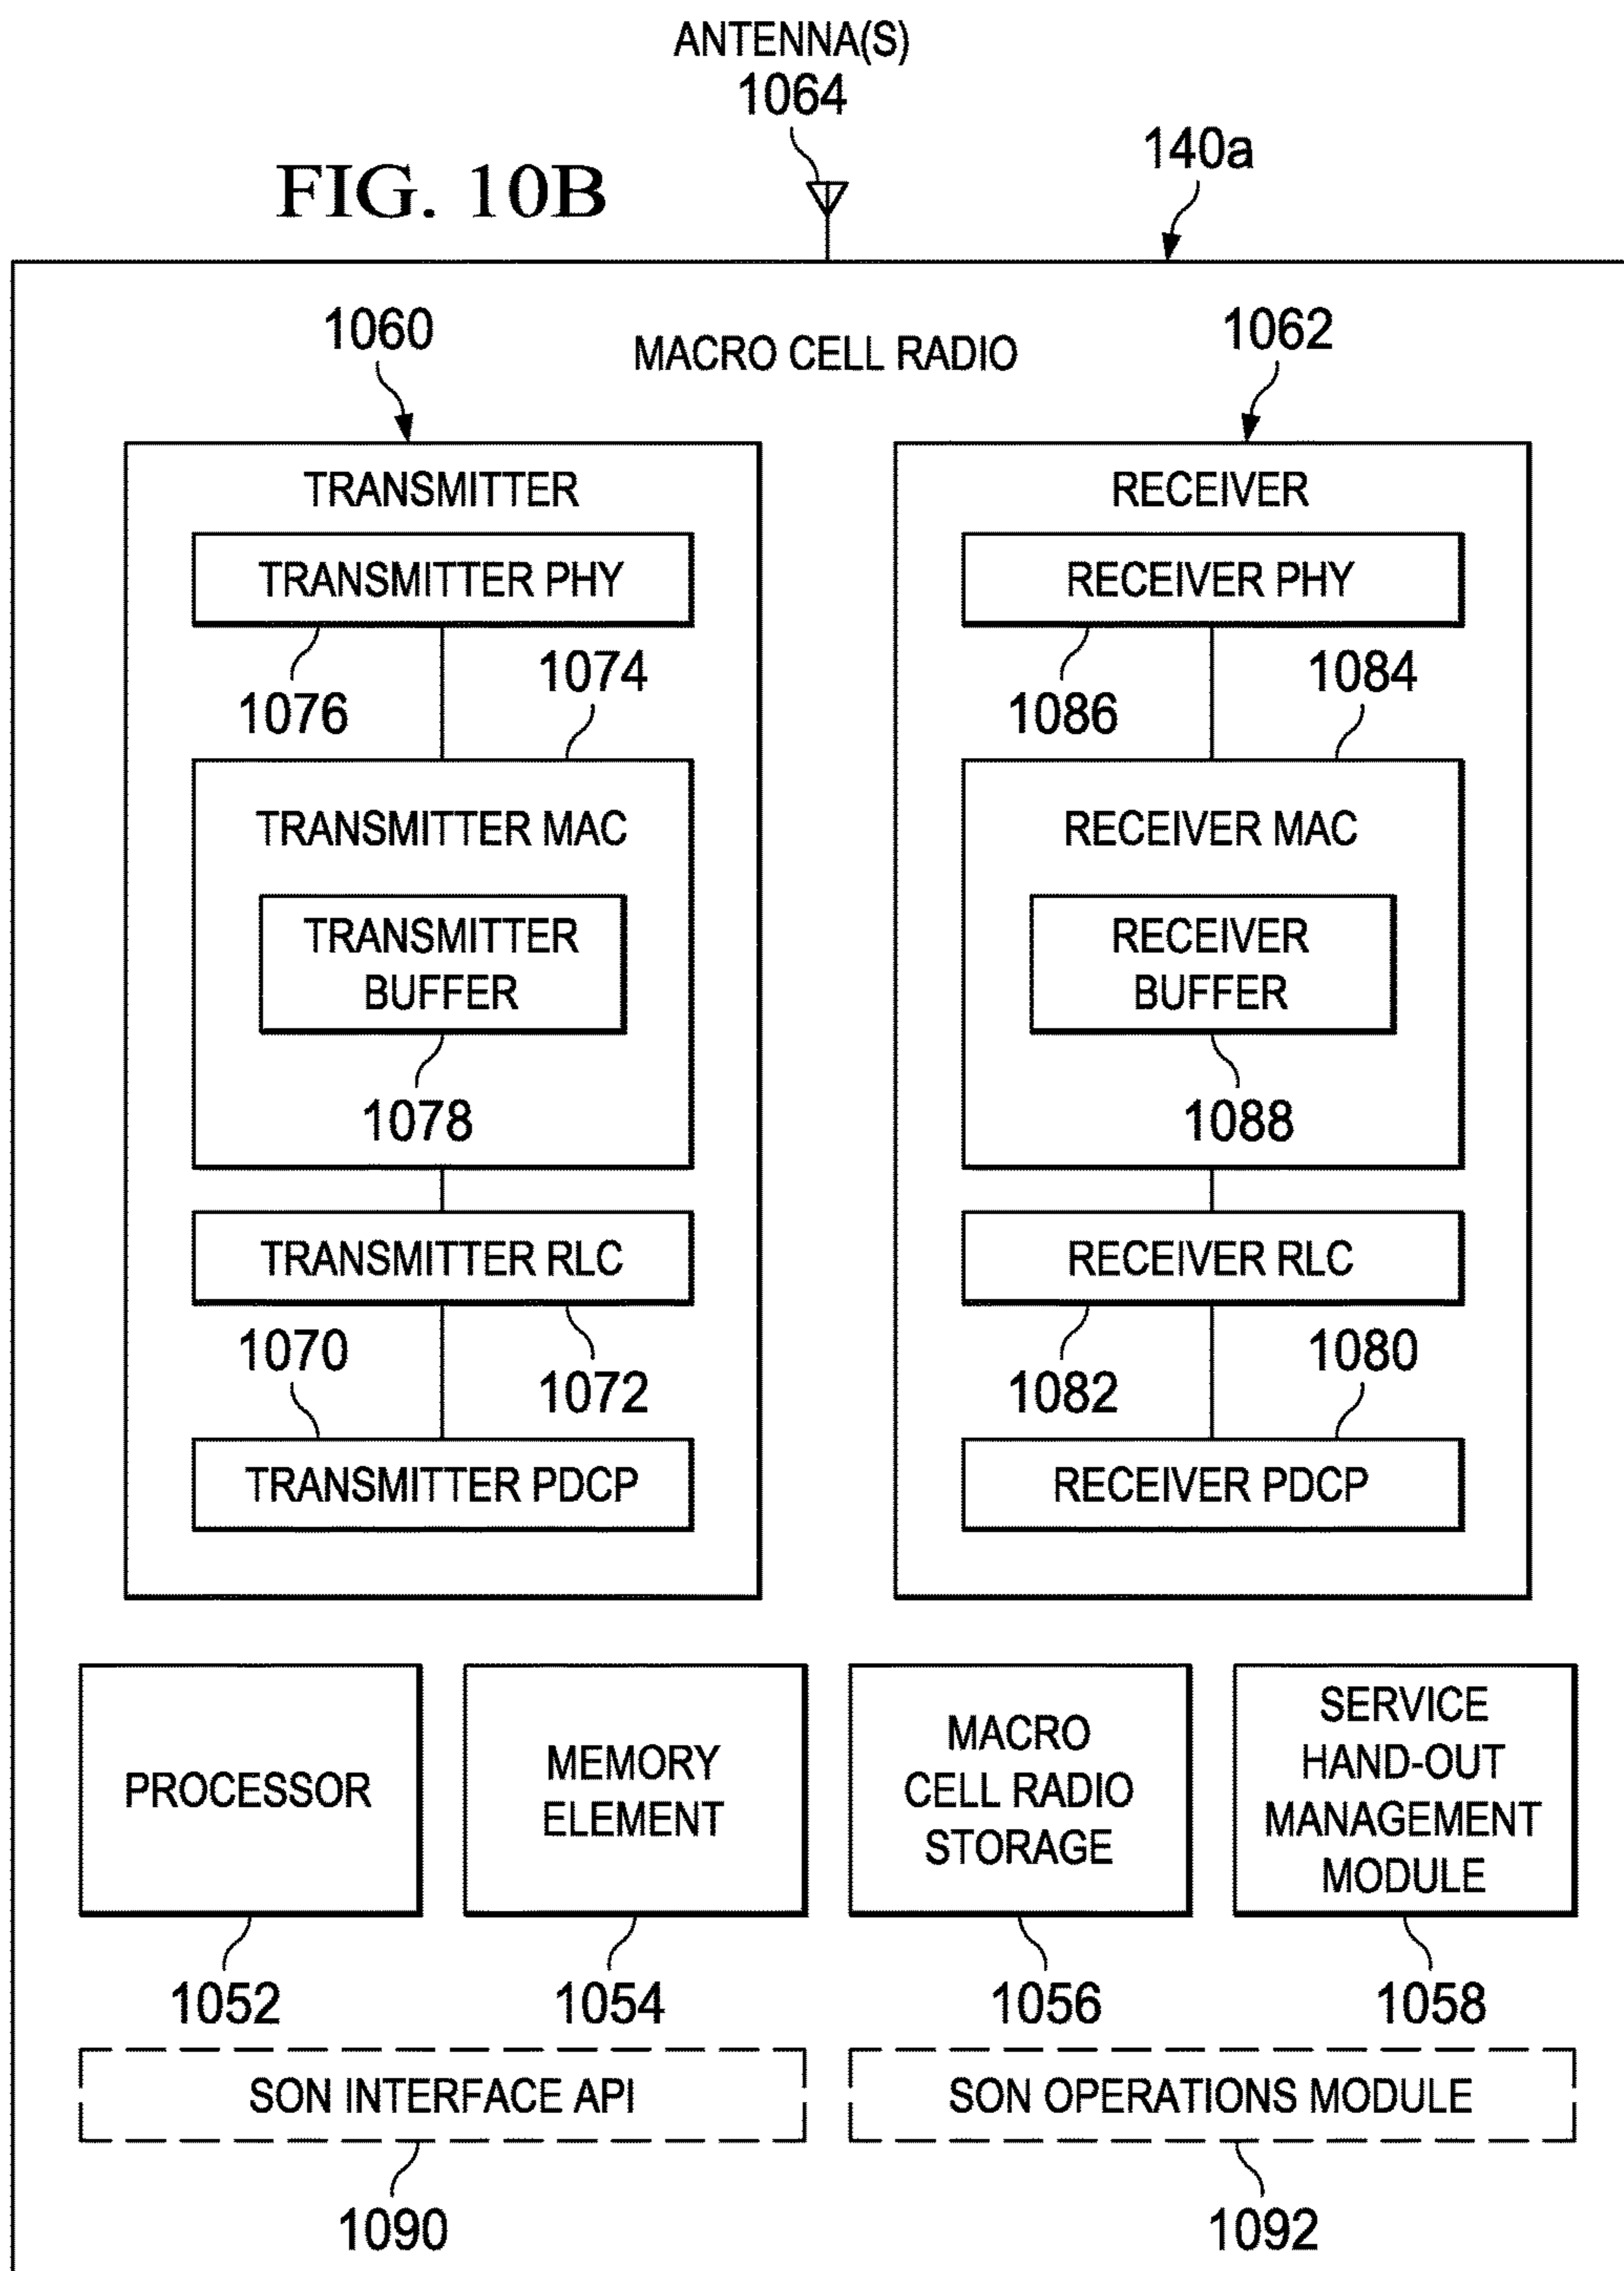 ANTENNA(S)
1064
140a
FIG. 10B
1060
MACRO CELL RADIO
1062
TRANSMITTER
TRANSMITTER PHY
1076
1074
TRANSMITTER MAC
TRANSMITTER
BUFFER
1078
TRANSMITTER RLC
1070
1072
TRANSMITTER PDCP
RECEIVER
RECEIVER PHY
1086
1084
RECEIVER MAC
RECEIVER
BUFFER
1088
RECEIVER RLC
1082
1080
RECEIVER PDCP
PROCESSOR
1052
MEMORY
ELEMENT
1054
MACRO
CELL RADIO
STORAGE
1056
SERVICE
HAND-OUT
MANAGEMENT
MODULE
1058
SON INTERFACE API
1090
SON OPERATIONS MODULE
1092